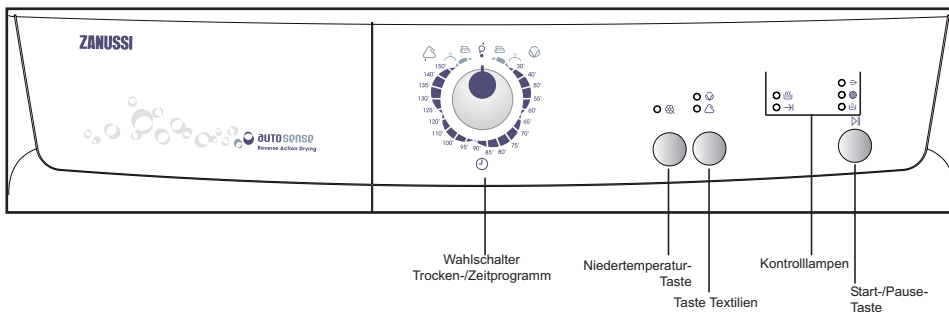 ZANUSSI
autosense
Reverse Action Drying
150'
140'
135'
130'
125'
120'
115'
110'
100'
95'
90'
85'
80'
75'
70'
65'
60'
55'
50'
40'
30'
Wahlschalter
Trocken-/Zeitprogramm
Niedertemperatur-
Taste
Taste Textilien
Kontrolllampen
Start-/Pause-
Taste